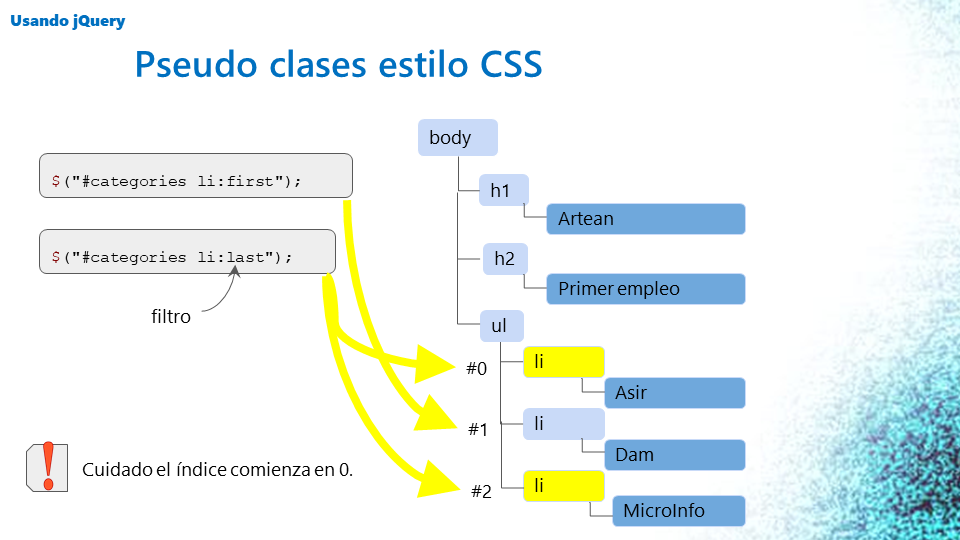 Usando jQuery
Pseudo clases estilo CSS
$("#categories li:first");
$("#categories li:last");
filtro
Cuidado el índice comienza en 0.
body
h1
Artean
h2
Primer empleo
ul
#0
li
Asir
#1
li
Dam
#2
li
MicroInfo